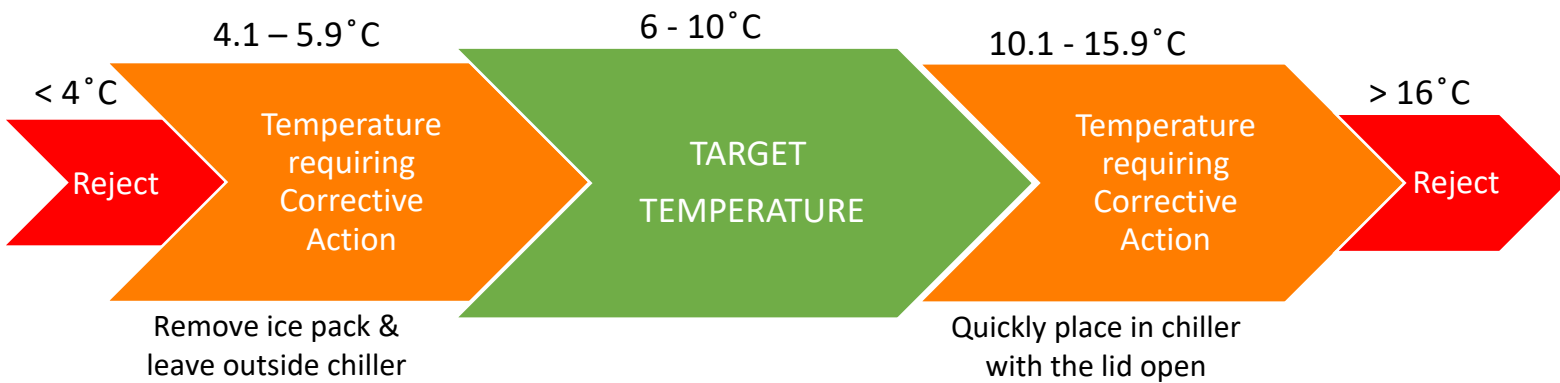 < 4˚C
Reject
4.1 – 5.9˚C
Temperature
requiring
Corrective
Action
Remove ice pack &
leave outside chiller
6 - 10˚C
TARGET
TEMPERATURE
10.1 - 15.9˚C
Temperature
requiring
Corrective
Action
Quickly place in chiller
with the lid open
> 16˚C
Reject